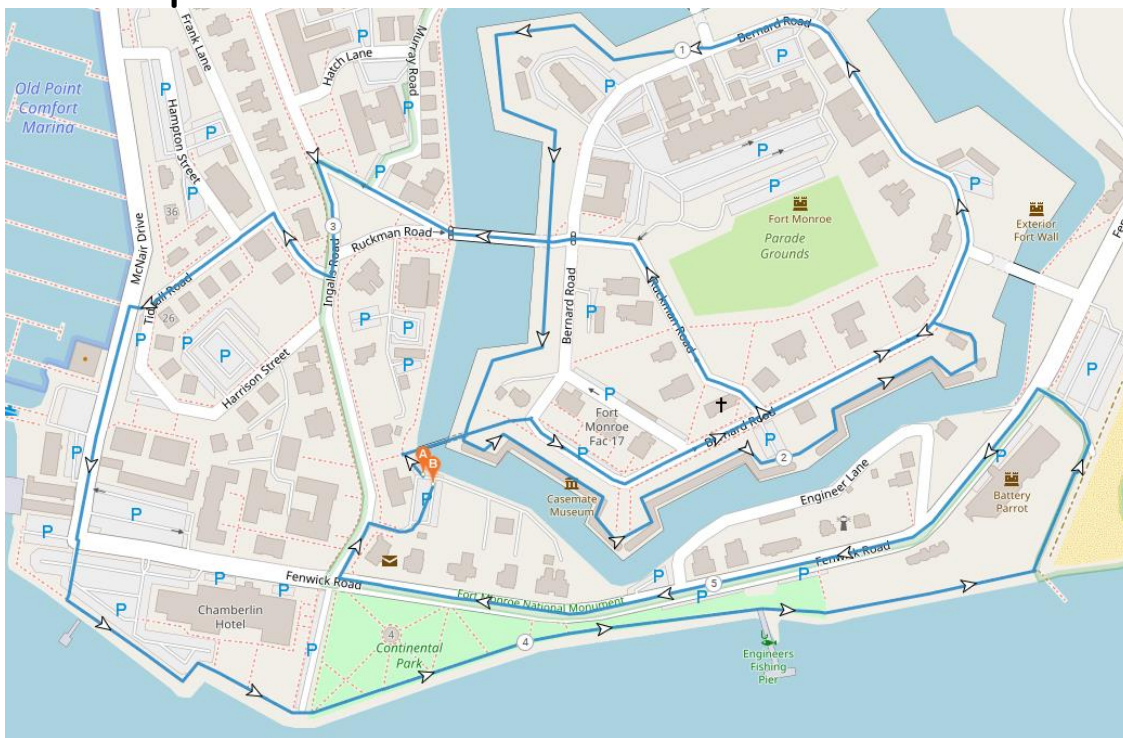 Frank Lane
Murray Road
Hatch Lane
P
P
P
P
1
Bernard Road
P
P
Old Point
Comfort
Marina
Hampton Street
P
P
P
P
P
P
P
Fort Monroe
Parade
Grounds
Exterior
Fort Wall
36
McNair Drive
3
Ruckman Road
Ingalls Road
Bernard Road
Ruckman Road
26
P
P
P
P
P
P
P
P
Harrison Street
P
Fort
Monroe
Fac 17
Bernard Road
P
P
2
A
B
P
P
P
Casemate
Museum
Engineer Lane
Battery
Parrot
P
P
Fenwick Road
Fenwick Road
P
P
P
P
5
Fort Monroe National Monument
P
P
Chamberlin
Hotel
P
4
Continental
Park
4
Engineers
Fishing
Pier